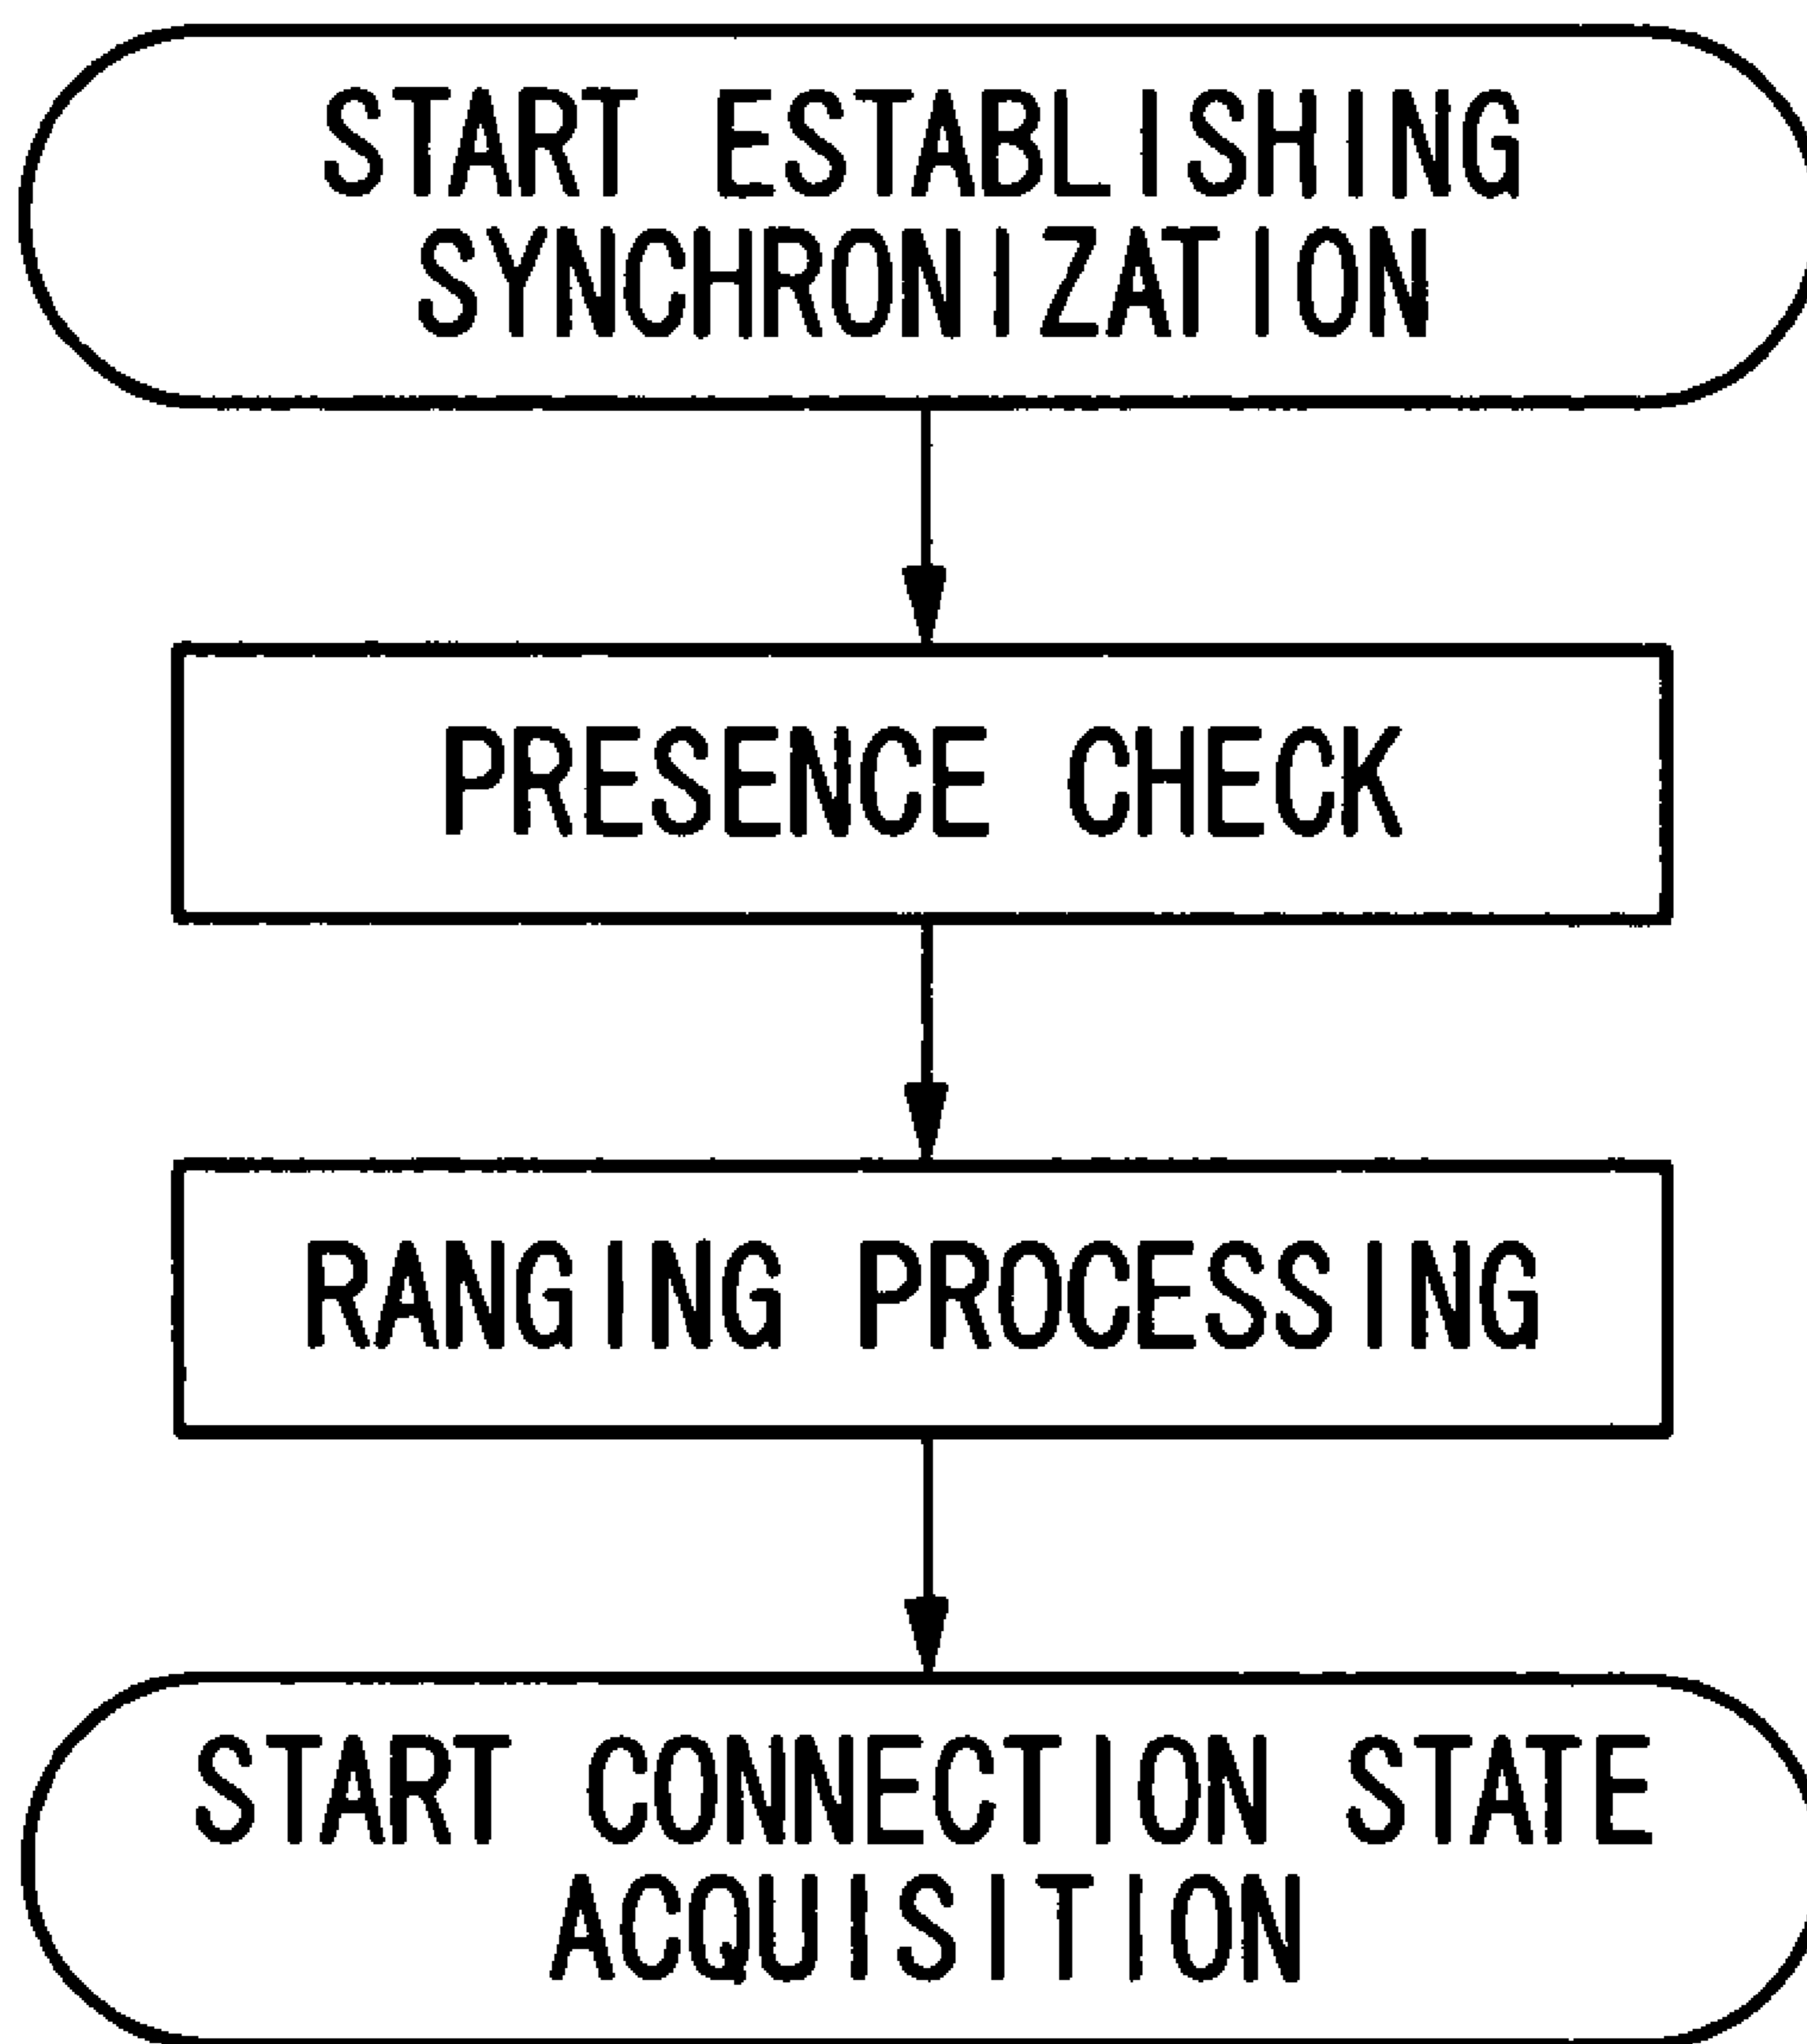 START ESTABLISHING
SYNCHRONIZATION
PRESENCE CHECK
RANGING PROCESSING
START CONNECTION STATE
ACQUISITION